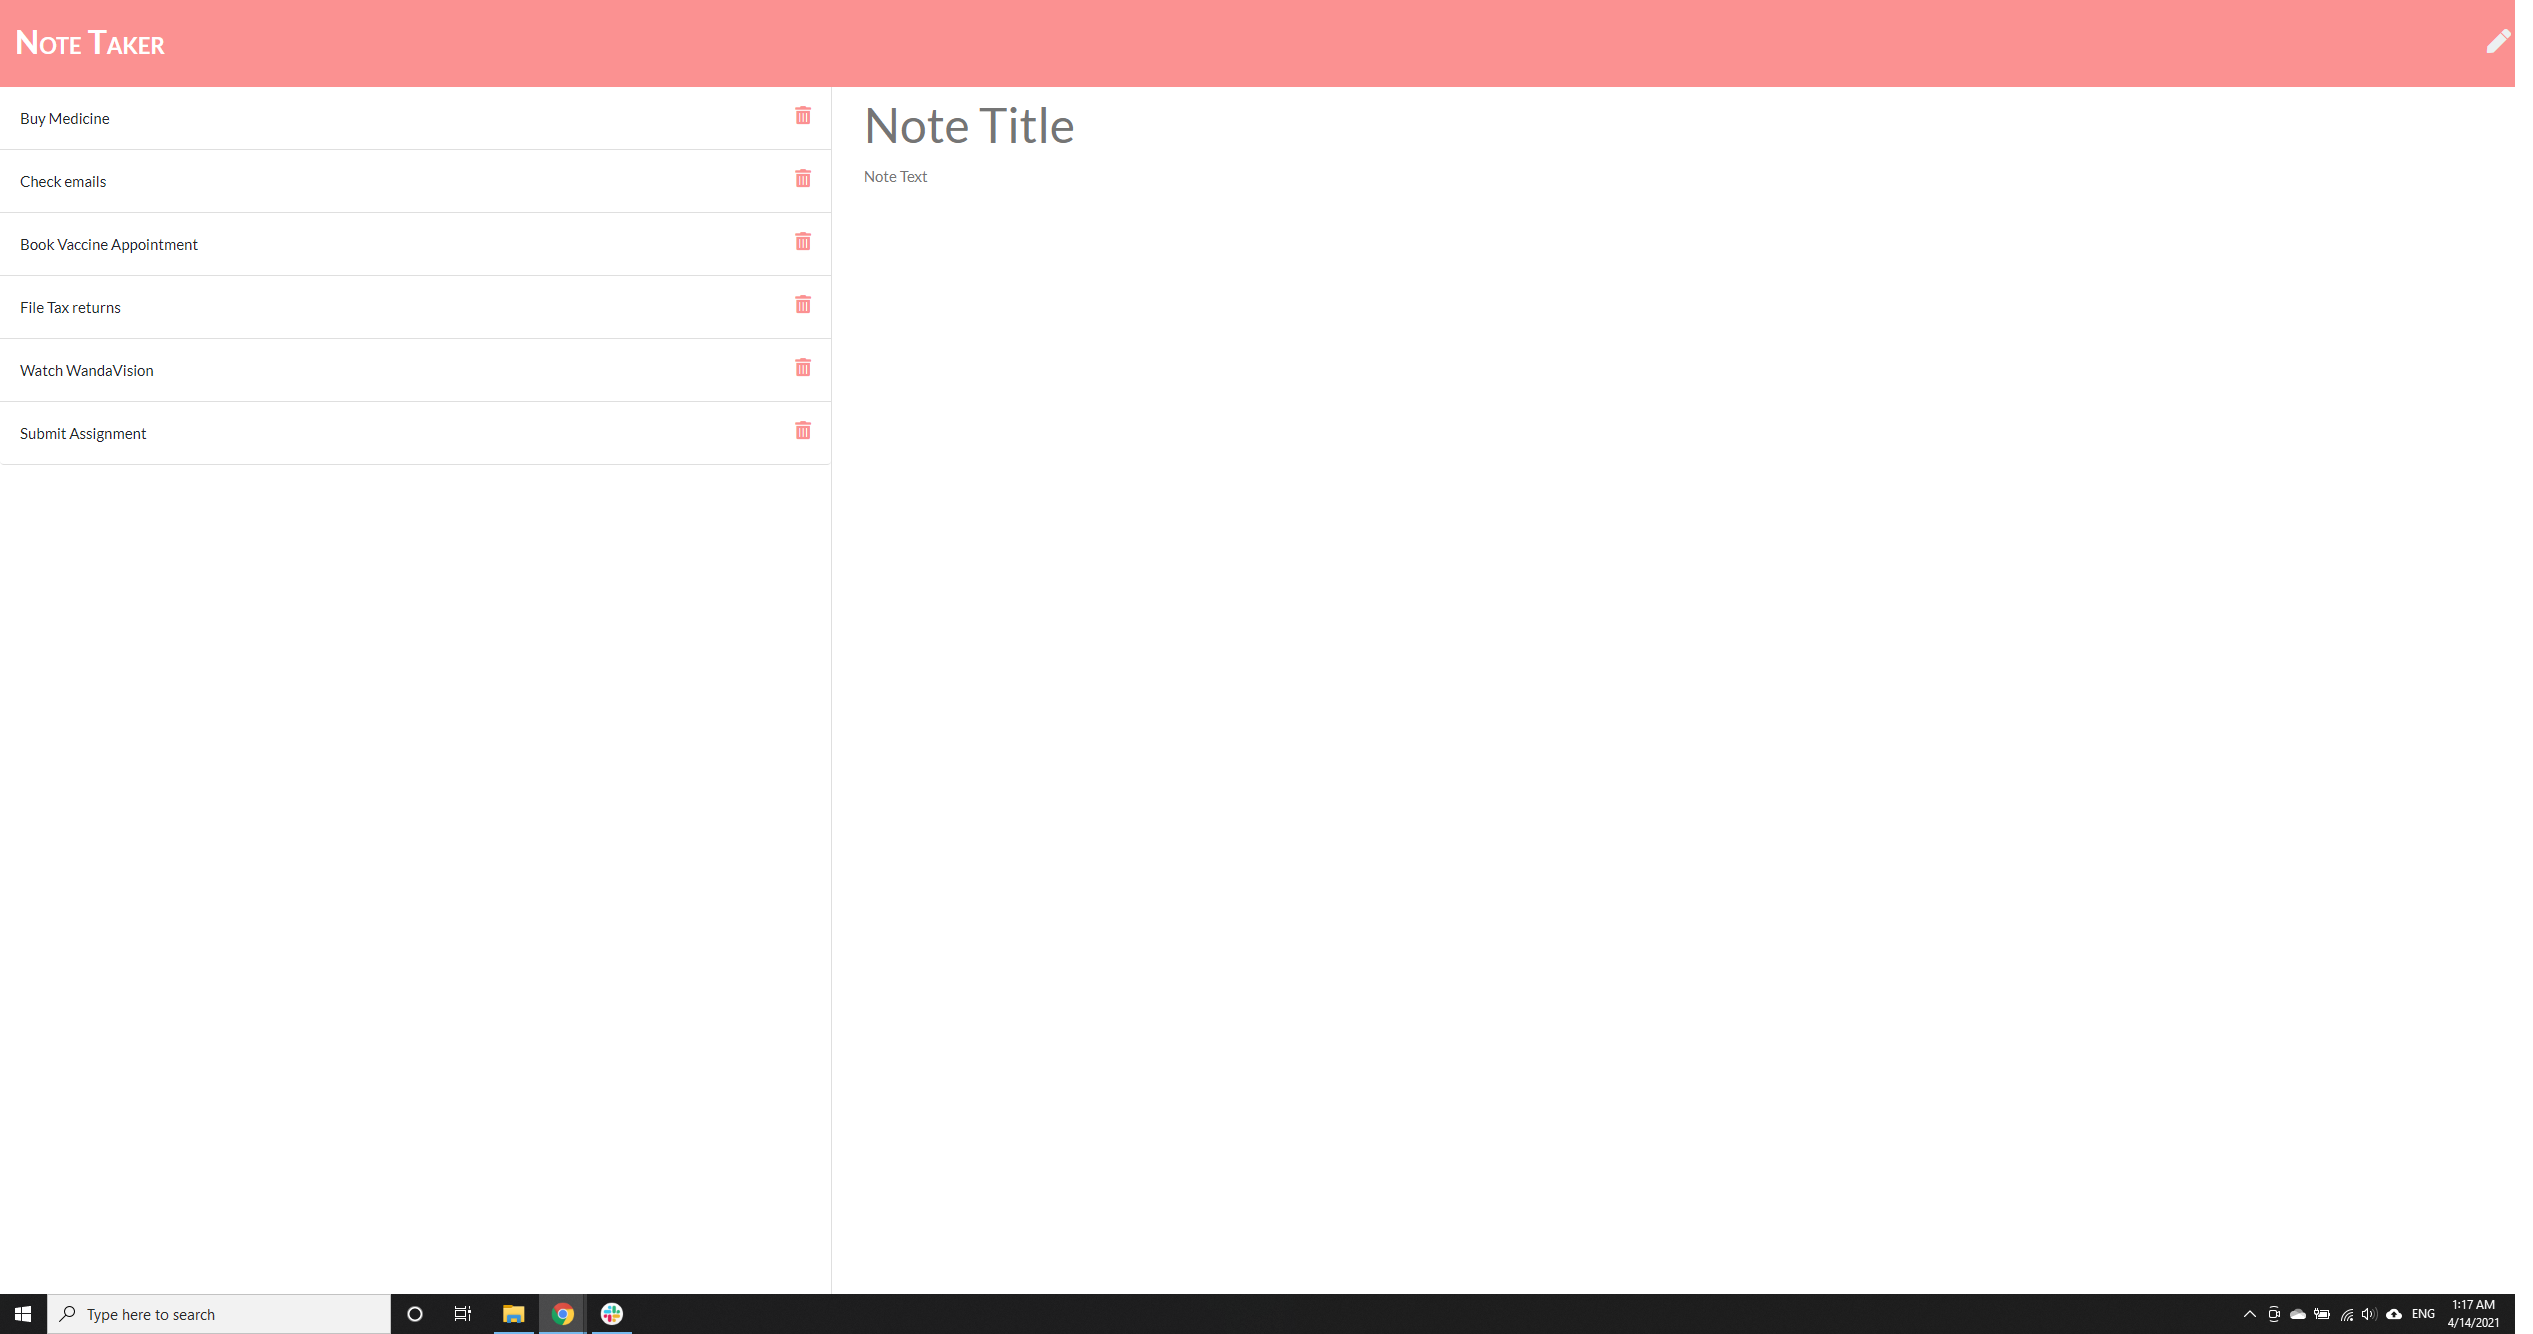 Note Taker
Buy Medicine
Check emails
Book Vaccine Appointment
File Tax returns
Watch WandaVision
Submit Assignment
Note Title
Note Text
Type here to search
ENG
1:17 AM
4/14/2021